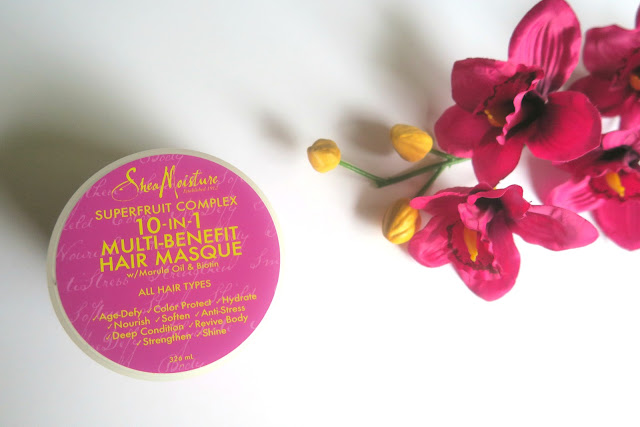 SheaMoisture
SUPERFRUIT COMPLEX
10-IN-1
MULTI-BENEFIT
HAIR MASQUE
w/Marula Oil & Biotin
ALL HAIR TYPES
✓Age-Defy ✓Color Protect ✓Hydrate
✓Nourish ✓Soften ✓Anti-Stress
✓Deep Condition ✓Revive Body
✓Strengthen ✓Shine
326 mL